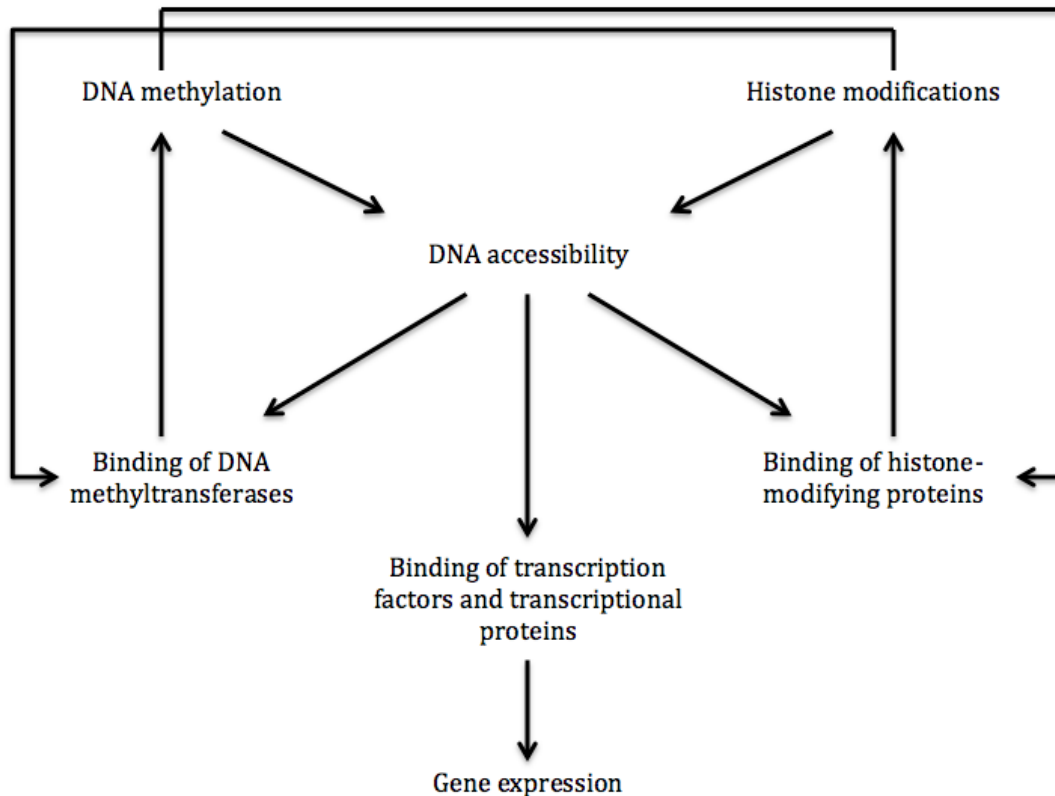 DNA methylation
Histone modifications
DNA accessibility
Binding of DNA
methyltransferases
Binding of histone-
modifying proteins
Binding of transcription
factors and transcriptional
proteins
Gene expression